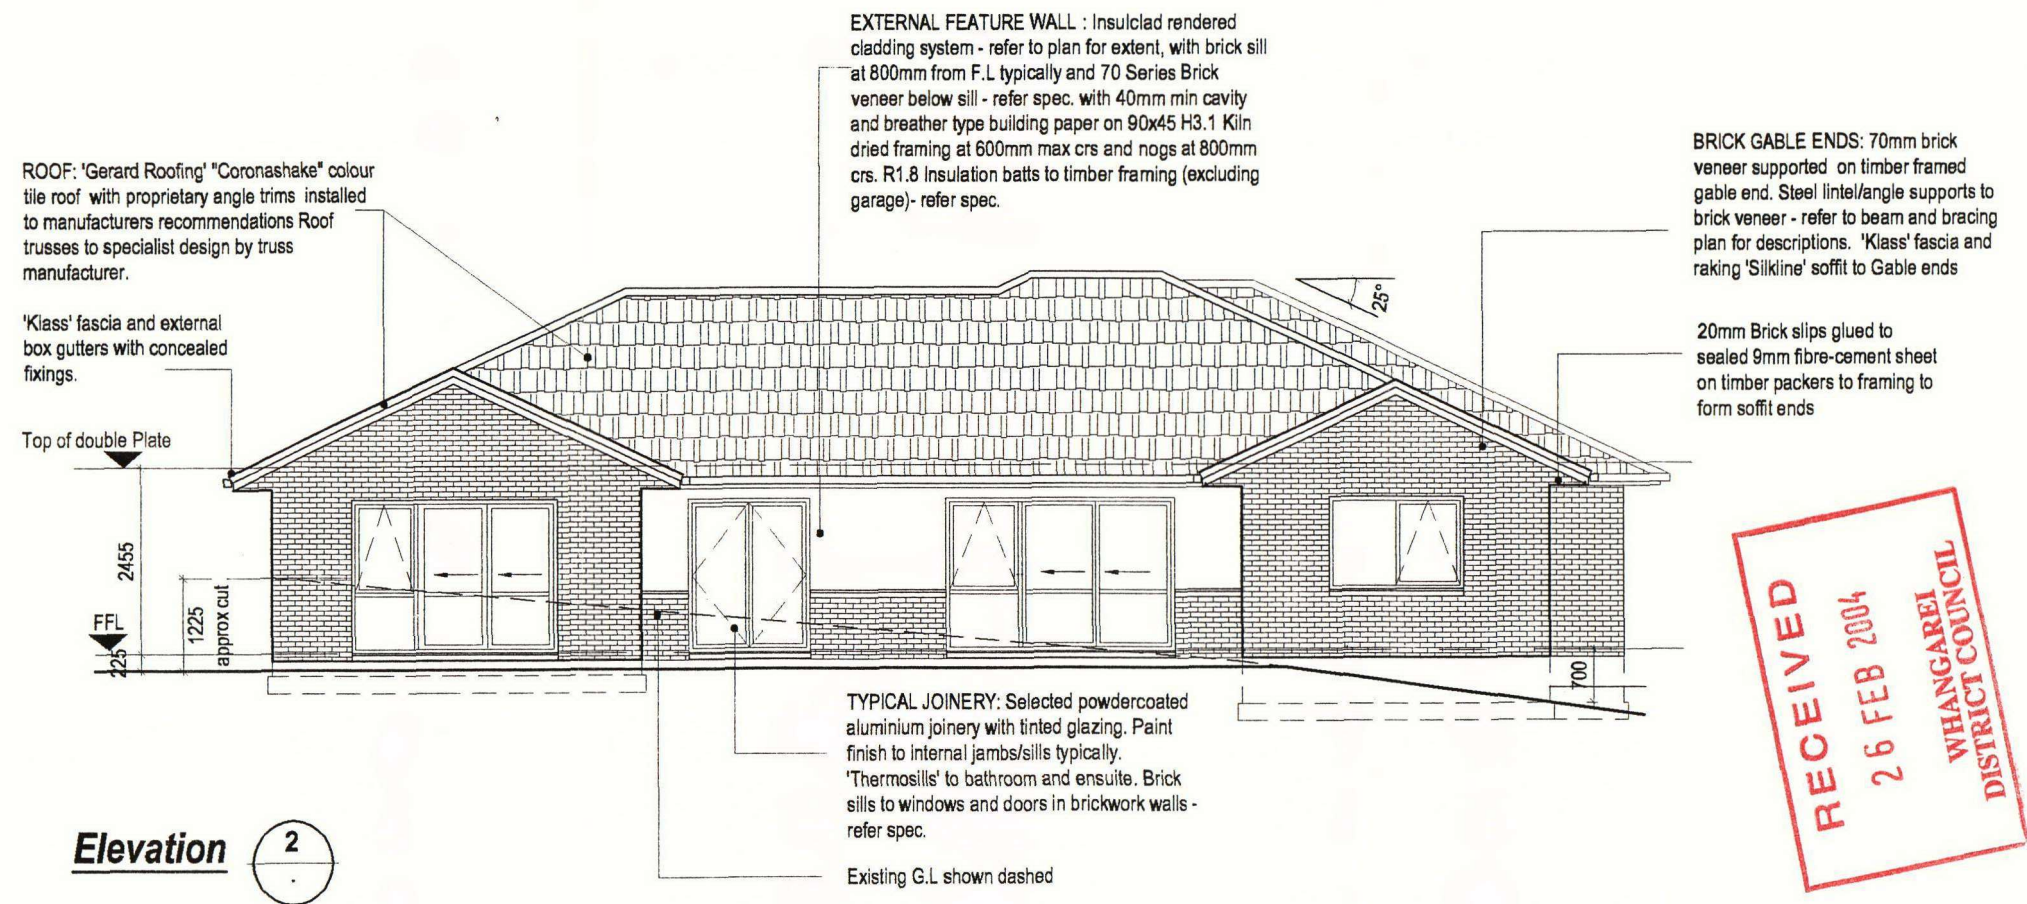 EXTERNAL FEATURE WALL : Insulclad rendered
cladding system - refer to plan for extent, with brick sill
at 800mm from F.L typically and 70 Series Brick
veneer below sill - refer spec. with 40mm min cavity
and breather type building paper on 90x45 H3.1 Kiln
dried framing at 600mm max crs and nogs at 800mm
crs. R1.8 Insulation batts to timber framing (excluding
garage)- refer spec.
ROOF: 'Gerard Roofing' "Coronashake" colour
tile roof with proprietary angle trims installed
to manufacturers recommendations Roof
trusses to specialist design by truss
manufacturer.
'Klass' fascia and external
box gutters with concealed
fixings.
Top of double Plate
2455
FFL
225
1225
approx cut
25°
BRICK GABLE ENDS: 70mm brick
veneer supported on timber framed
gable end. Steel lintel/angle supports to
brick veneer - refer to beam and bracing
plan for descriptions. 'Klass' fascia and
raking 'Silkline' soffit to Gable ends
20mm Brick slips glued to
sealed 9mm fibre-cement sheet
on timber packers to framing to
form soffit ends
700
TYPICAL JOINERY: Selected powdercoated
aluminium joinery with tinted glazing. Paint
finish to internal jambs/sills typically.
'Thermosills' to bathroom and ensuite. Brick
sills to windows and doors in brickwork walls -
refer spec.
Existing G.L shown dashed
Elevation 2
RECEIVED
26 FEB 2004
WHANGAREI
DISTRICT COUNCIL